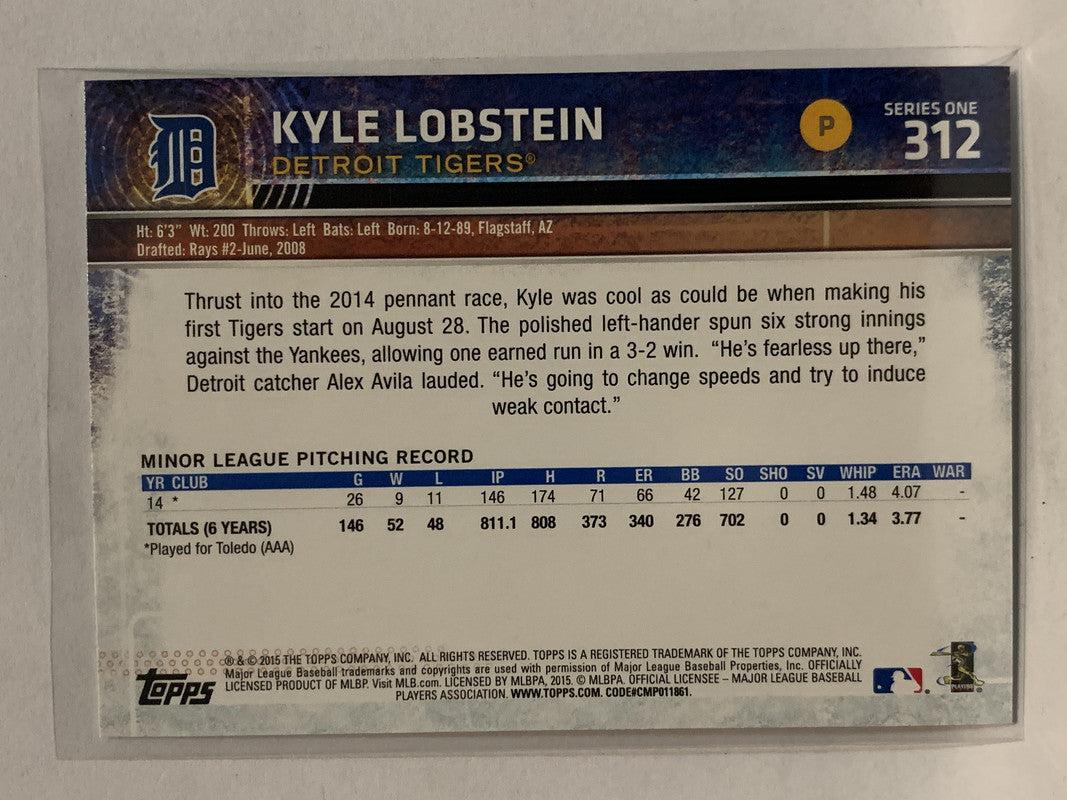 D
KYLE LOBSTEIN
DETROIT TIGERS®
P
SERIES ONE
312
Ht: 6'3" Wt: 200 Throws: Left Bats: Left Born: 8-12-89, Flagstaff, AZ
Drafted: Rays #2-June, 2008
Thrust into the 2014 pennant race, Kyle was cool as could be when making his
first Tigers start on August 28. The polished left-hander spun six strong innings
against the Yankees, allowing one earned run in a 3-2 win. “He’s fearless up there,”
Detroit catcher Alex Avila lauded. “He’s going to change speeds and try to induce
weak contact.”
MINOR LEAGUE PITCHING RECORD
YR CLUB G W L IP H R ER BB SO SHO SV WHIP ERA WAR
14 * 26 9 11 146 174 71 66 42 127 0 0 1.48 4.07 -
TOTALS (6 YEARS) 146 52 48 811.1 808 373 340 276 702 0 0 1.34 3.77 -
*Played for Toledo (AAA)
® & © 2015 THE TOPPS COMPANY, INC. ALL RIGHTS RESERVED. TOPPS IS A REGISTERED TRADEMARK OF THE TOPPS COMPANY, INC.
Major League Baseball trademarks and copyrights are used with permission of Major League Baseball Properties, Inc. OFFICIALLY
LICENSED PRODUCT OF MLBP. Visit MLB.com. LICENSED BY MLBPA, 2015. © MLBPA. OFFICIAL LICENSEE – MAJOR LEAGUE BASEBALL
PLAYERS ASSOCIATION. WWW.TOPPS.COM. CODE#CMP011861.
TOPPS